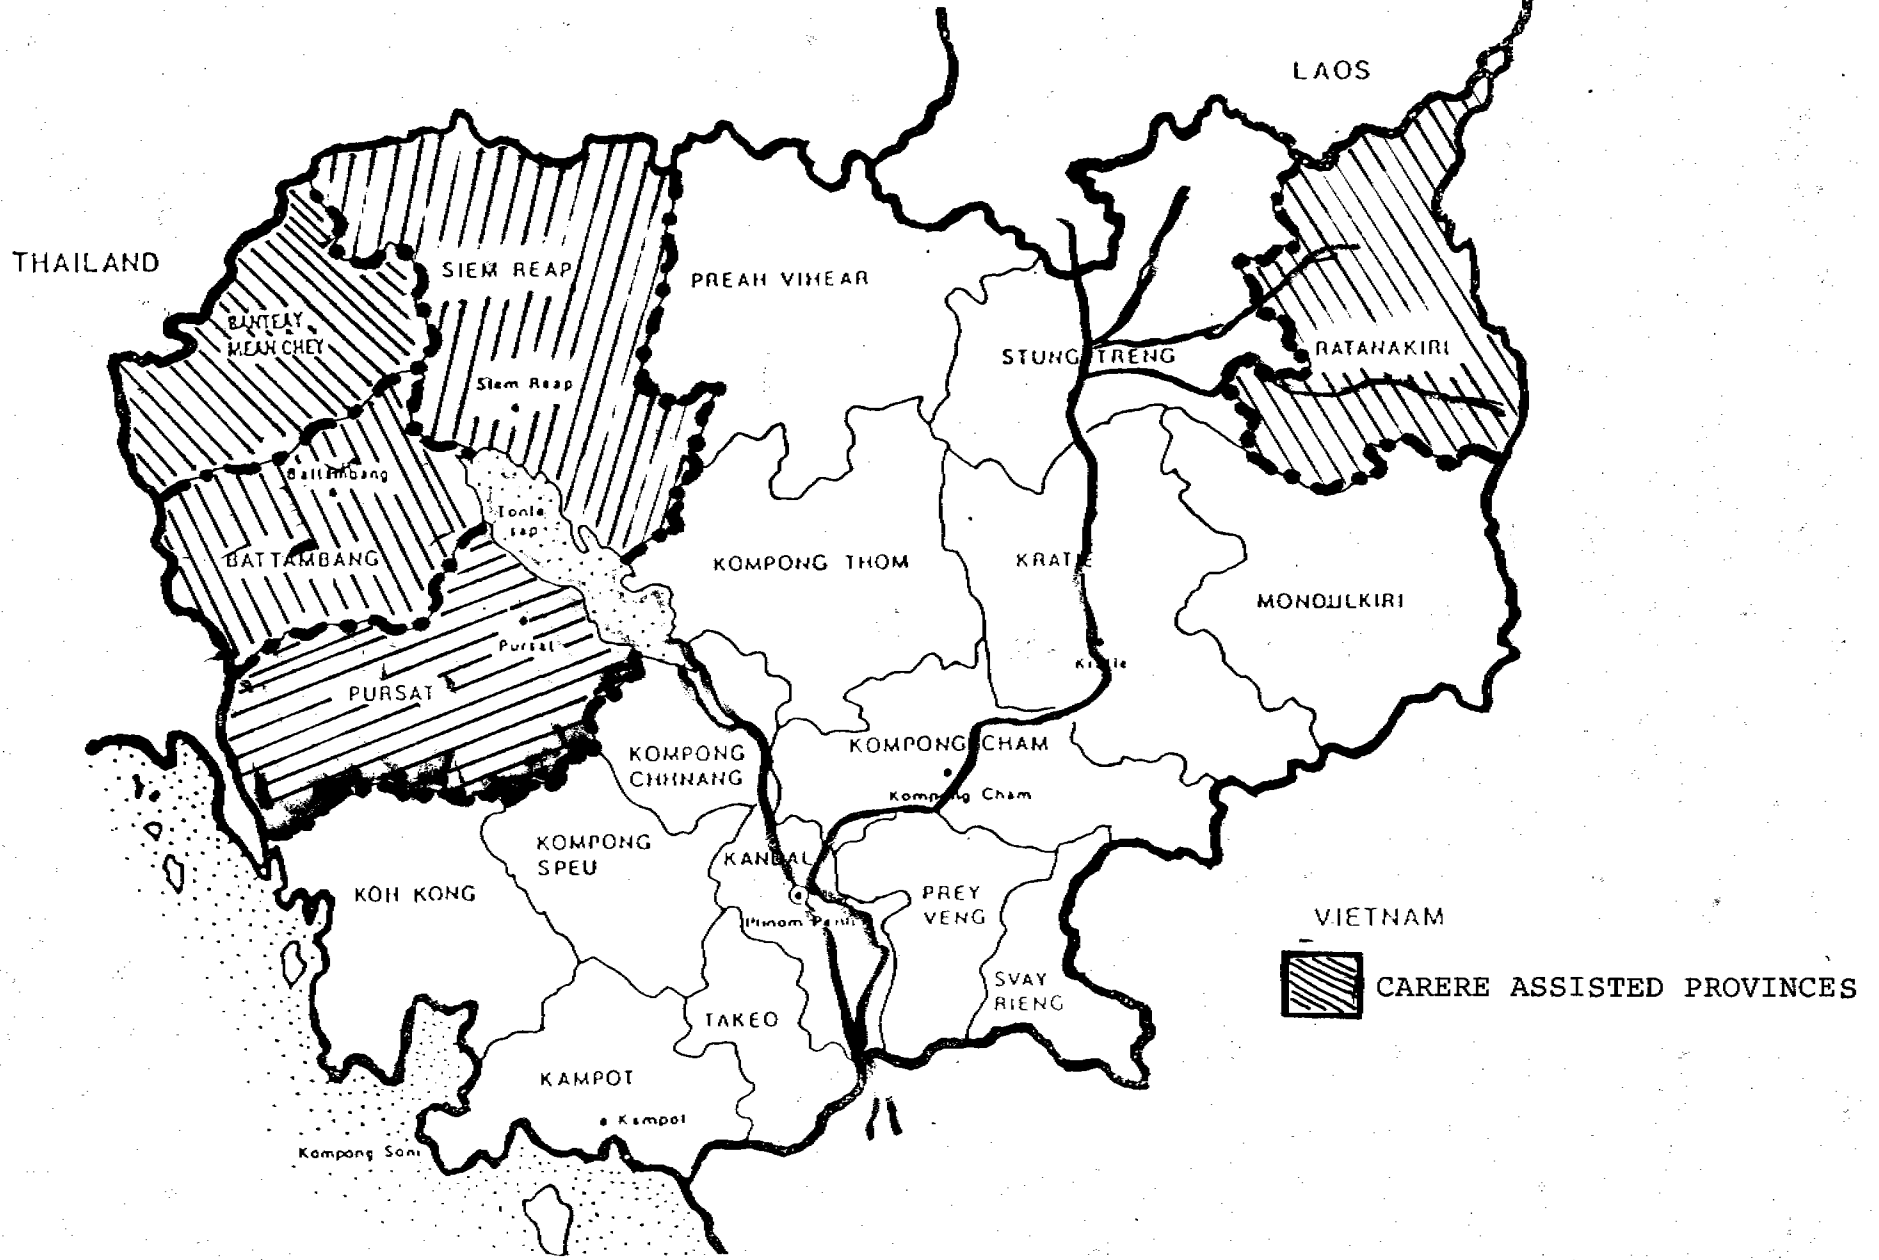 LAOS
THAILAND
SIEM REAP
PREAH VIHEAR
BANTEAY
MEAN CHEY
STUNG TRENG
RATANAKIRI
Siem Reap
Battambang
Tonle
sap
BATTAMBANG
KOMPONG THOM
KRATIE
MONDULKIRI
Pursat
Kratie
PURSAT
KOMPONG
CHHNANG
KOMPONG CHAM
Kompong Cham
KOMPONG
SPEU
KANDAL
KOH KONG
PREY
VENG
Phnom Penh
VIETNAM
SVAY
RIENG
CARERE ASSISTED PROVINCES
TAKEO
KAMPOT
Kampot
Kompong Som